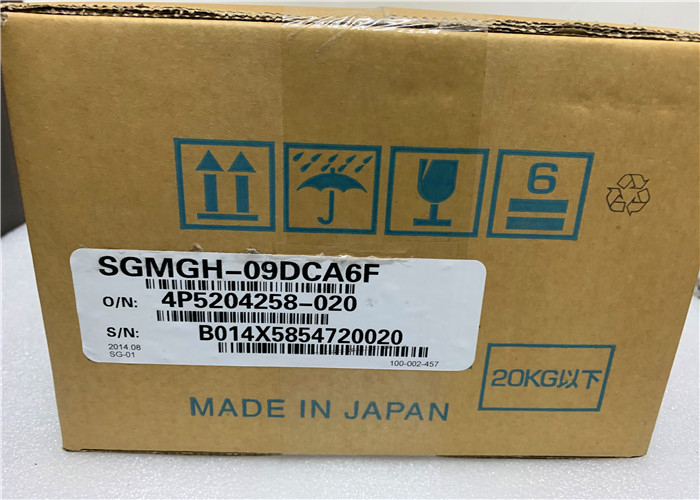 6
SGMGH-09DCA6F
O/N: 4P5204258-020
S/N: B014X5854720020
2014.08
SG-01
100-002-457
20KG以下
MADE IN JAPAN